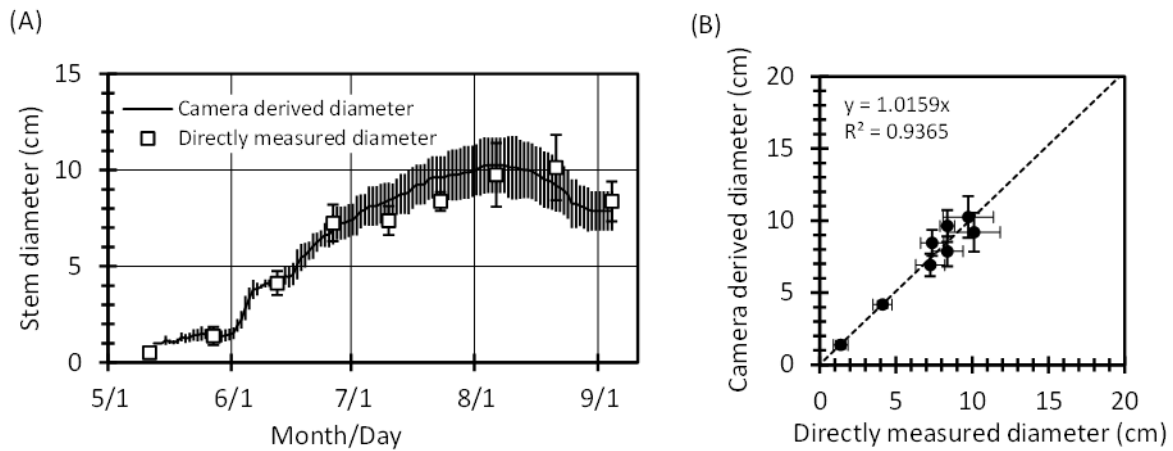 (A)
15
10
5
0
Stem diameter (cm)
Camera derived diameter
Directly measured diameter
5/1 6/1 7/1 8/1 9/1
Month/Day
(B)
20
15
10
5
0
Camera derived diameter (cm)
y = 1.0159x
R² = 0.9365
0 5 10 15 20
Directly measured diameter (cm)